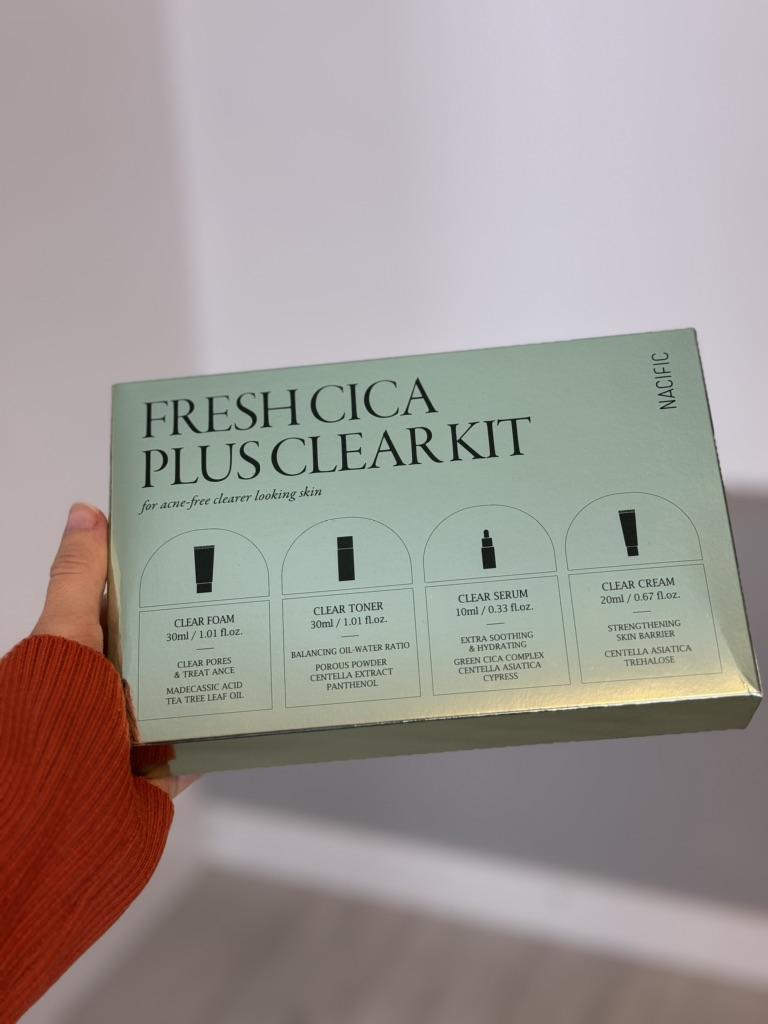 FRESH CICA
PLUS CLEAR KIT
for acne-free clearer looking skin
NACIFIC
CLEAR FOAM
30ml / 1.01 fl.oz.
CLEAR PORES
& TREAT ANCE
MADECASSIC ACID
TEA TREE LEAF OIL
CLEAR TONER
30ml / 1.01 fl.oz.
BALANCING OIL-WATER RATIO
POROUS POWDER
CENTELLA EXTRACT
PANTHENOL
CLEAR SERUM
10ml / 0.33 fl.oz.
EXTRA SOOTHING
& HYDRATING
GREEN CICA COMPLEX
CENTELLA ASIATICA
CYPRESS
CLEAR CREAM
20ml / 0.67 fl.oz.
STRENGTHENING
SKIN BARRIER
CENTELLA ASIATICA
TREHALOSE